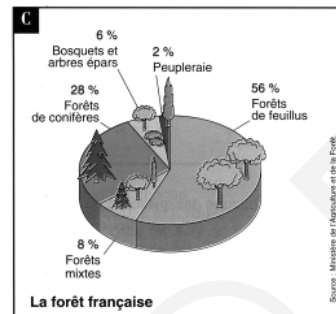 C
6 %
Bosquets et
arbres épars
2 %
Peupleraie
28 %
Forêts
de conifères
56 %
Forêts
de feuillus
8 %
Forêts
mixtes
La forêt française
Source : Ministère de l'Agriculture et de la Forêt.